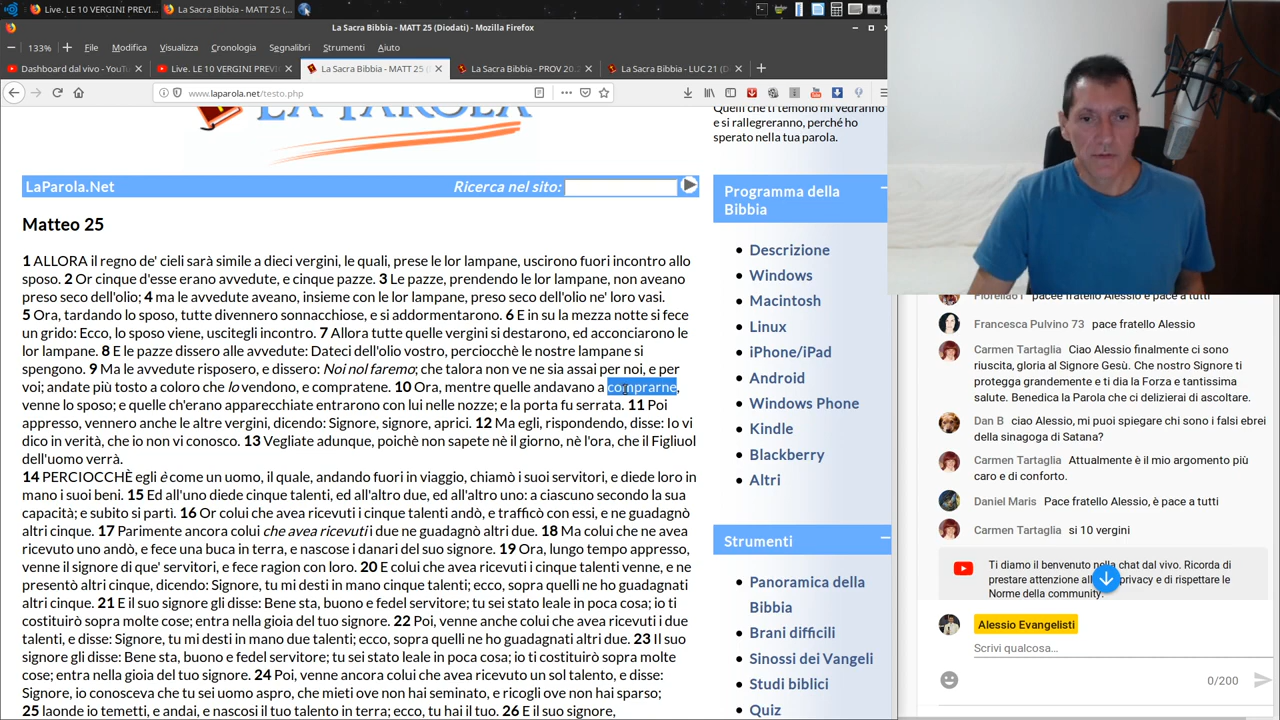 Live. LE 10 VERGINI PREVI...
La Sacra Bibbia - MATT 25 (...
La Sacra Bibbia - MATT 25 (Diodati) - Mozilla Firefox
133%
File Modifica Visualizza Cronologia Segnalibri Strumenti Aiuto
Dashboard dal vivo - YouTu
Live. LE 10 VERGINI PREVI
La Sacra Bibbia - MATT 25 (
La Sacra Bibbia - PROV 20.
La Sacra Bibbia - LUC 21 (D
www.laparola.net/testo.php
LA PAROLA
LaParola.Net
Ricerca nel sito:
Matteo 25
1 ALLORA il regno de' cieli sarà simile a dieci vergini, le quali, prese le lor lampane, uscirono fuori incontro allo
sposo. 2 Or cinque d'esse erano avvedute, e cinque pazze. 3 Le pazze, prendendo le lor lampane, non aveano
preso seco dell'olio; 4 ma le avvedute aveano, insieme con le lor lampane, preso seco dell'olio ne' loro vasi.
5 Ora, tardando lo sposo, tutte divennero sonnacchiose, e si addormentarono. 6 E in su la mezza notte si fece
un grido: Ecco, lo sposo viene, uscitegli incontro. 7 Allora tutte quelle vergini si destarono, ed acconciarono le
lor lampane. 8 E le pazze dissero alle avvedute: Dateci dell'olio vostro, perciocchè le nostre lampane si
spengono. 9 Ma le avvedute risposero, e dissero: Noi nol faremo; che talora non ve ne sia assai per noi, e per
voi; andate più tosto a coloro che lo vendono, e compratene. 10 Ora, mentre quelle andavano a comprarne,
venne lo sposo; e quelle ch'erano apparecchiate entrarono con lui nelle nozze; e la porta fu serrata. 11 Poi
appresso, vennero anche le altre vergini, dicendo: Signore, signore, aprici. 12 Ma egli, rispondendo, disse: Io vi
dico in verità, che io non vi conosco. 13 Vegliate adunque, poichè non sapete nè il giorno, nè l'ora, che il Figliuol
dell'uomo verrà.
14 PERCIOCCHÈ egli è come un uomo, il quale, andando fuori in viaggio, chiamò i suoi servitori, e diede loro in
mano i suoi beni. 15 Ed all'uno diede cinque talenti, ed all'altro due, ed all'altro uno: a ciascuno secondo la sua
capacità; e subito si partì. 16 Or colui che avea ricevuti i cinque talenti andò, e trafficò con essi, e ne guadagnò
altri cinque. 17 Parimente ancora colui che avea ricevuti i due ne guadagnò altri due. 18 Ma colui che ne avea
ricevuto uno andò, e fece una buca in terra, e nascose i danari del suo signore. 19 Ora, lungo tempo appresso,
venne il signore di que' servitori, e fece ragion con loro. 20 E colui che avea ricevuti i cinque talenti venne, e ne
presentò altri cinque, dicendo: Signore, tu mi desti in mano cinque talenti; ecco, sopra quelli ne ho guadagnati
altri cinque. 21 E il suo signore gli disse: Bene sta, buono e fedel servitore; tu sei stato leale in poca cosa; io ti
costituirò sopra molte cose; entra nella gioia del tuo signore. 22 Poi, venne anche colui che avea ricevuti i due
talenti, e disse: Signore, tu mi desti in mano due talenti; ecco, sopra quelli ne ho guadagnati altri due. 23 Il suo
signore gli disse: Bene sta, buono e fedel servitore; tu sei stato leale in poca cosa; io ti costituirò sopra molte
cose; entra nella gioia del tuo signore. 24 Poi, venne ancora colui che avea ricevuto un sol talento, e disse:
Signore, io conosceva che tu sei uomo aspro, che mieti ove non hai seminato, e ricogli ove non hai sparso;
25 laonde io temetti, e andai, e nascosi il tuo talento in terra; ecco, tu hai il tuo. 26 E il suo signore,
Quelli che ti temono mi vedranno
e si rallegreranno, perché ho
sperato nella tua parola.
Programma della
Bibbia
Descrizione
Windows
Macintosh
Linux
iPhone/iPad
Android
Windows Phone
Kindle
Blackberry
Altri
Strumenti
Panoramica della
Bibbia
Brani difficili
Sinossi dei Vangeli
Studi biblici
Quiz
Fiorellal1 pacee fratello Alessio e pace a tutti
Francesca Pulvino 73 pace fratello Alessio
Carmen Tartaglia Ciao Alessio finalmente ci sono
riuscita, gloria al Signore Gesù. Che nostro Signore ti
protegga grandemente e ti dia la Forza e tantissima
salute. Benedica la Parola che ci delizierai di ascoltare.
Dan B ciao Alessio, mi puoi spiegare chi sono i falsi ebrei
della sinagoga di Satana?
Carmen Tartaglia Attualmente è il mio argomento più
caro e di conforto.
Daniel Maris Pace fratello Alessio, è pace a tutti
Carmen Tartaglia si 10 vergini
Ti diamo il benvenuto nella chat dal vivo. Ricorda di
prestare attenzione al privacy e di rispettare le
Norme della community.
Alessio Evangelisti
Scrivi qualcosa...
0/200